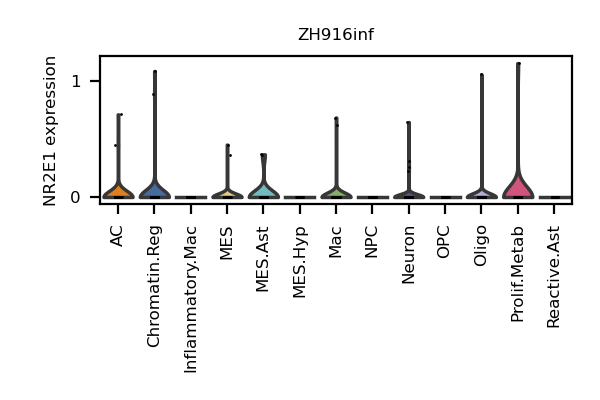 ZH916inf
NR2E1 expression
1
0
AC
Chromatin.Reg
Inflammatory.Mac
MES
MES.Ast
MES.Hyp
Mac
NPC
Neuron
OPC
Oligo
Prolif.Metab
Reactive.Ast